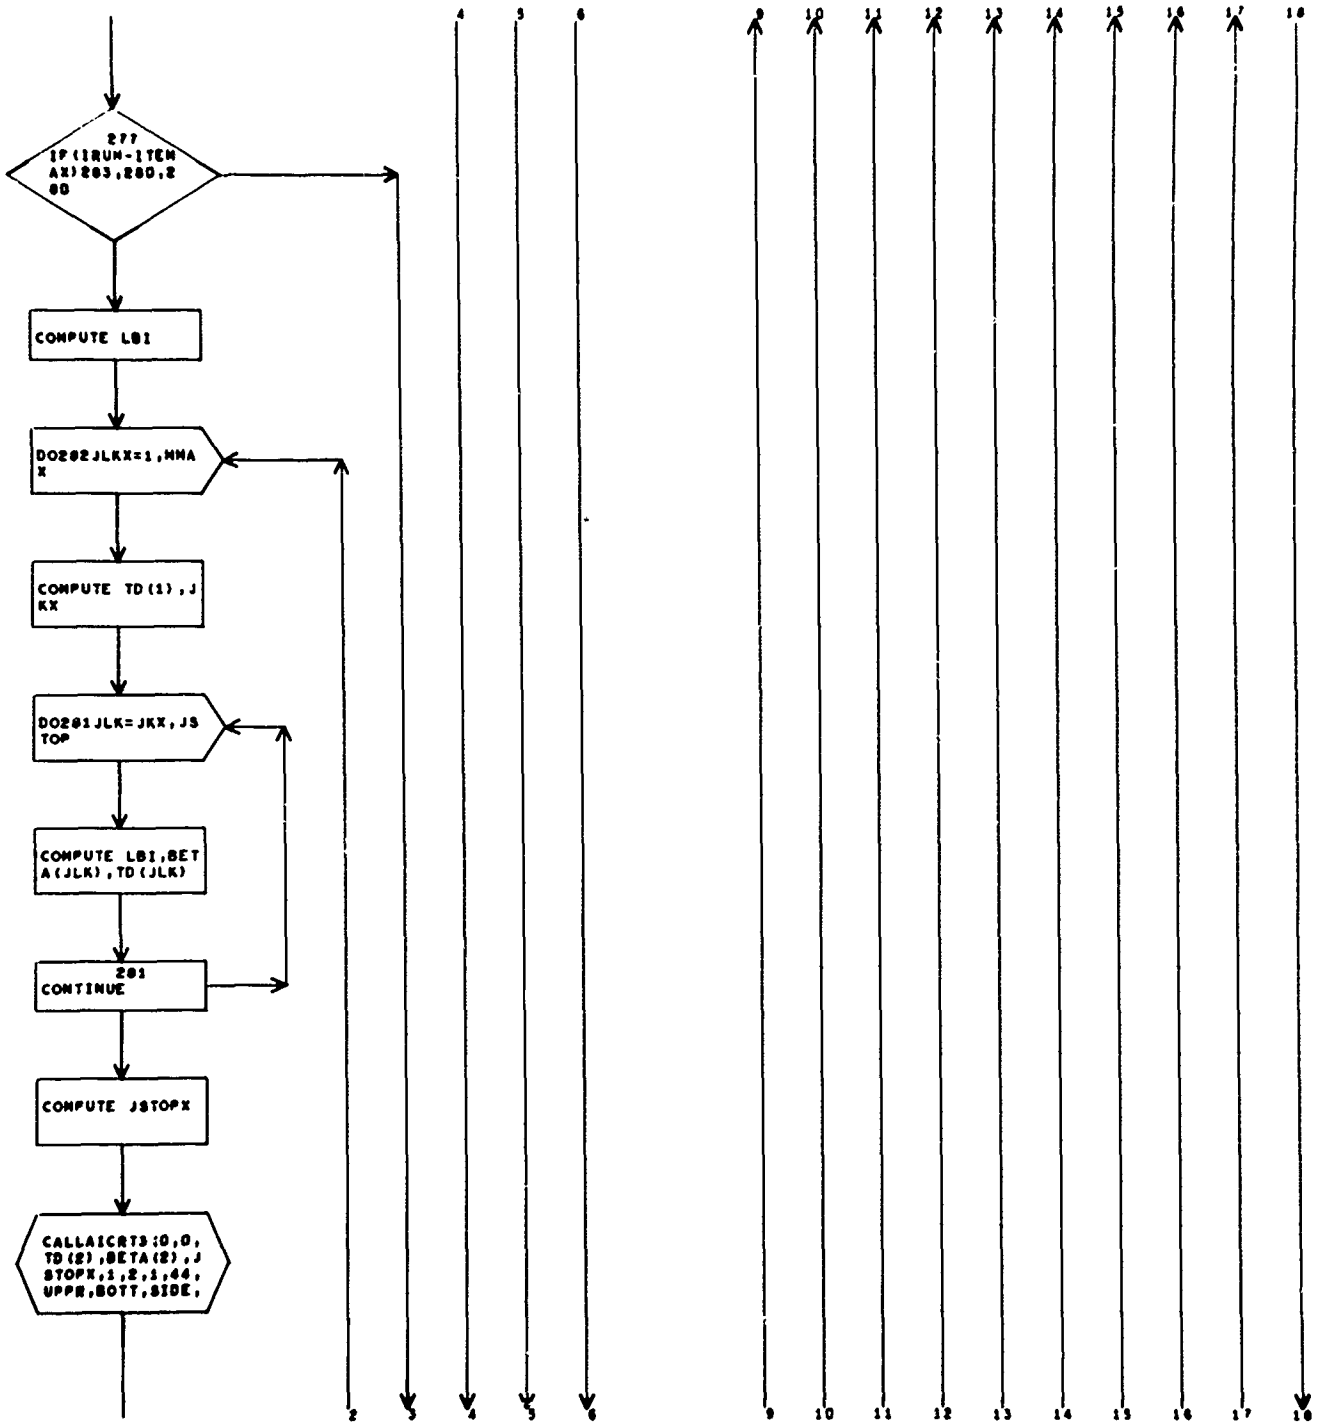 4 5 6 9 10 11 12 13 14 15 16 17 18
277
IF(IRUN-ITEM
AX)283,280,2
80
COMPUTE LBI
DO282JLKX=1,MMA
X
COMPUTE TD(1),J
KX
DO281JLK=JKX,JS
TOP
COMPUTE LBI,BET
A(JLK),TD(JLK)
281
CONTINUE
COMPUTE JSTOPX
CALLAICRT3(0,0,
TD(2),BETA(2),J
STOPX,1,2,1,44,
UPPR,BOTT,SIDE,
2 3 4 5 6 9 10 11 12 13 14 15 16 17 18